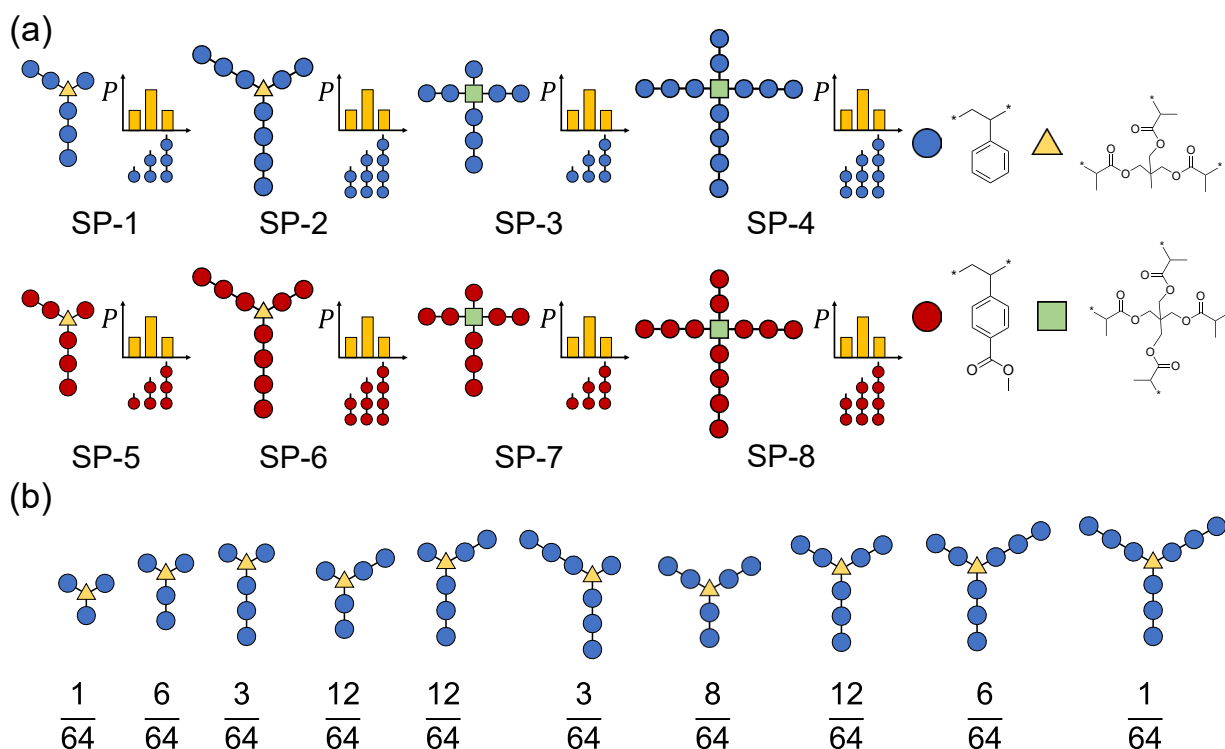 (a)
P P P P
SP-1 SP-2 SP-3 SP-4
* * * O O O O O O * *
P P P P
* * O O * O O O O O O O O * * *
SP-5 SP-6 SP-7 SP-8
(b)
1 6 3 12 12 3 8 12 6 1
64 64 64 64 64 64 64 64 64 64